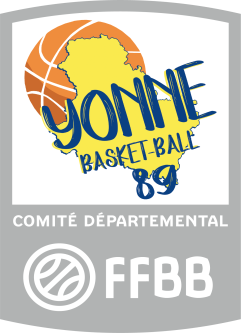 YONNE
BASKET-BALL
89
COMITÉ DÉPARTEMENTAL
FFBB